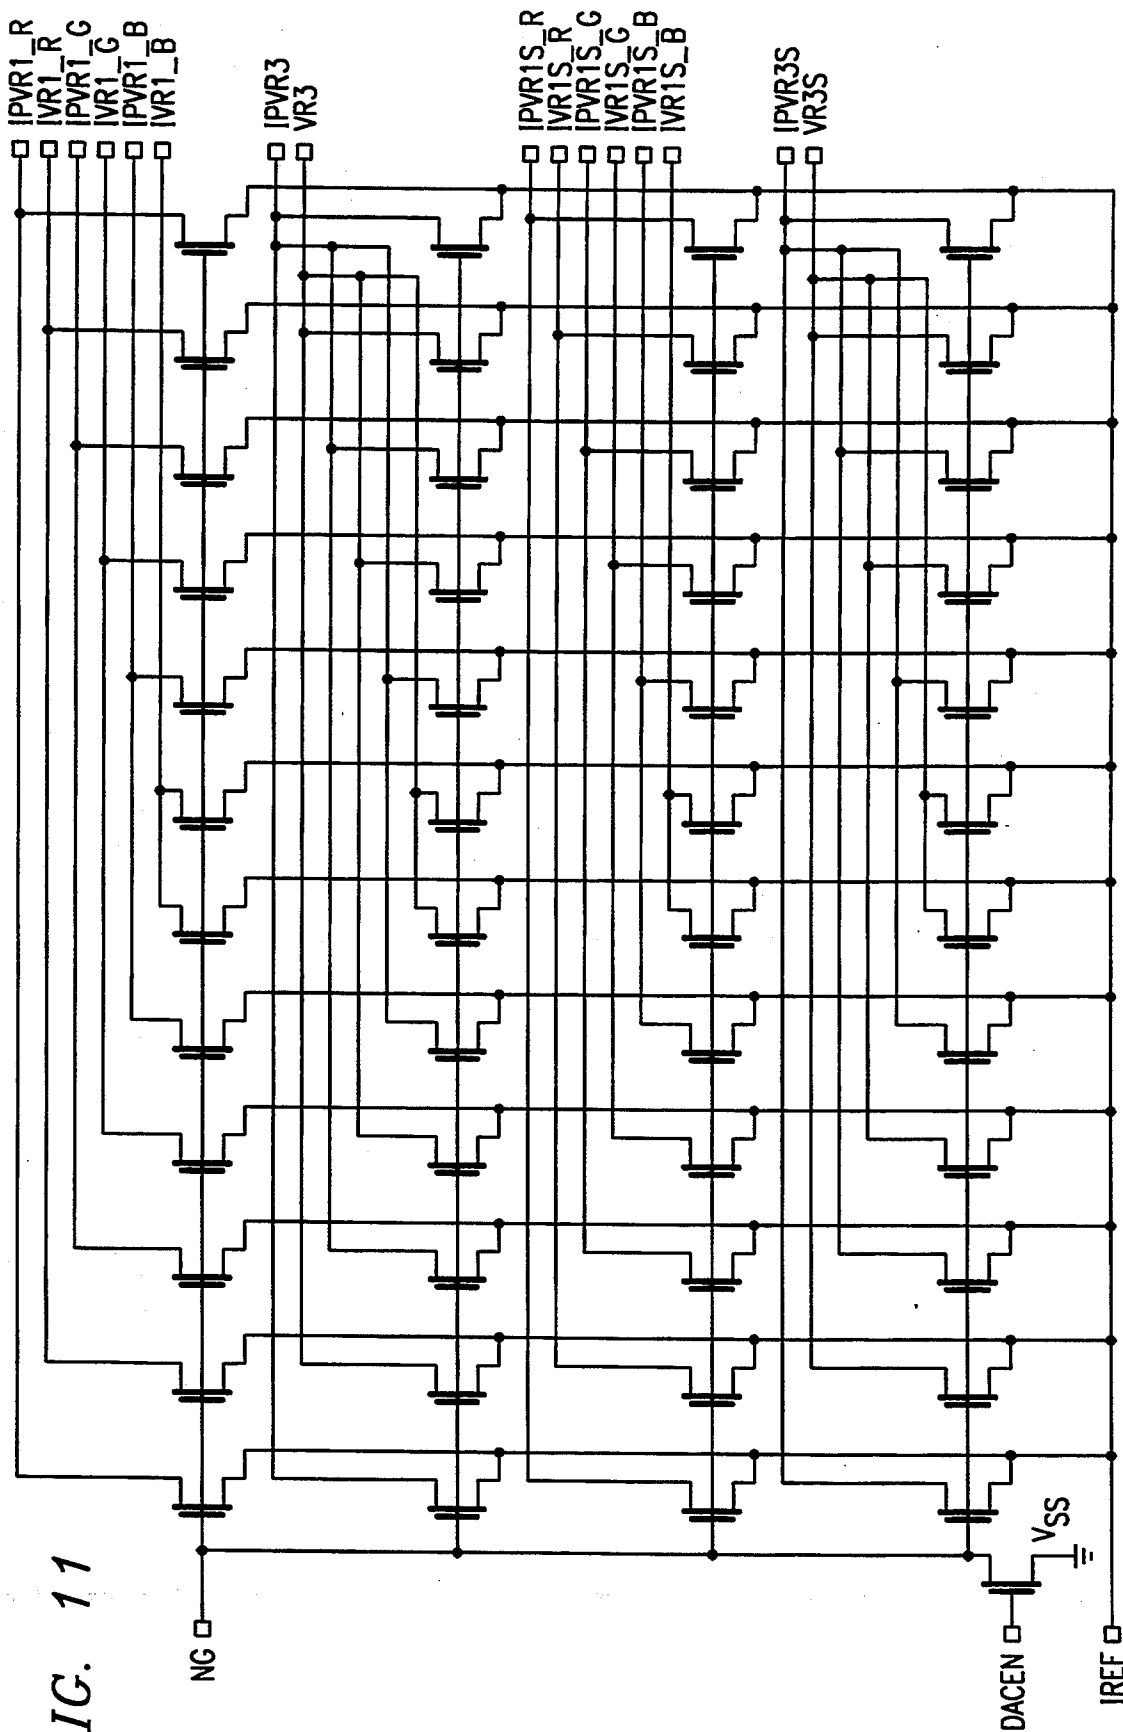 IPVR1_R
IVR1_R
IPVR1_G
IVR1_G
IPVR1_B
IVR1_B
IPVR3
VR3
IPVR1S_R
IVR1S_R
IPVR1S_G
IVR1S_G
IPVR1S_B
IVR1S_B
IPVR3S
VR3S
IG. 11
NG
VSS
DACEN
IREF